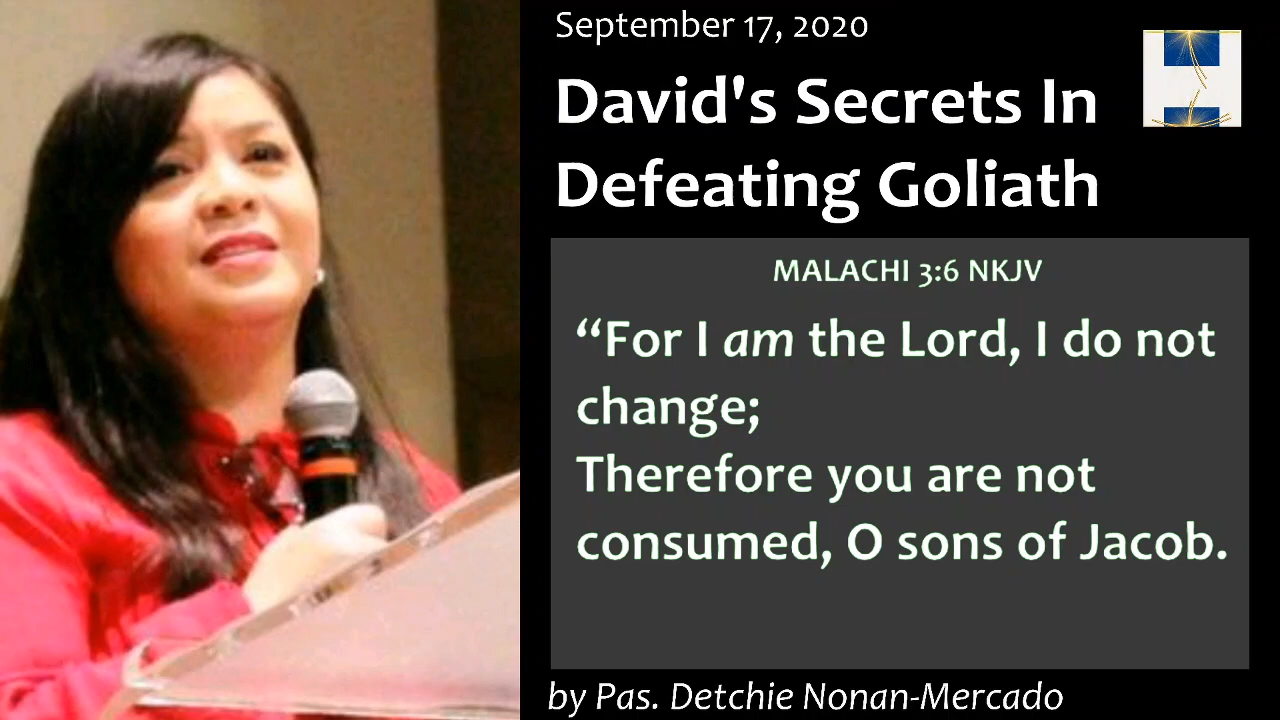 September 17, 2020
David's Secrets In
Defeating Goliath
MALACHI 3:6 NKJV
“For I am the Lord, I do not
change;
Therefore you are not
consumed, O sons of Jacob.
by Pas. Detchie Nonan-Mercado